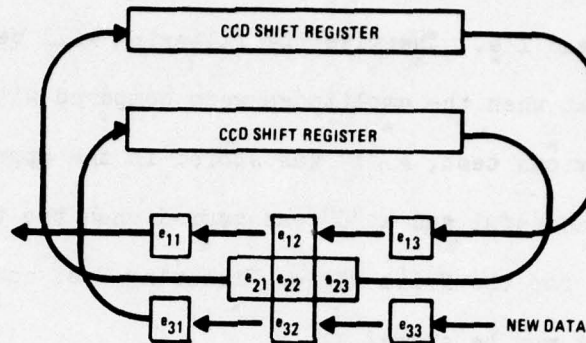 CCD SHIFT REGISTER
CCD SHIFT REGISTER
e11 e12 e13
e21 e22 e23
e31 e32 e33 NEW DATA